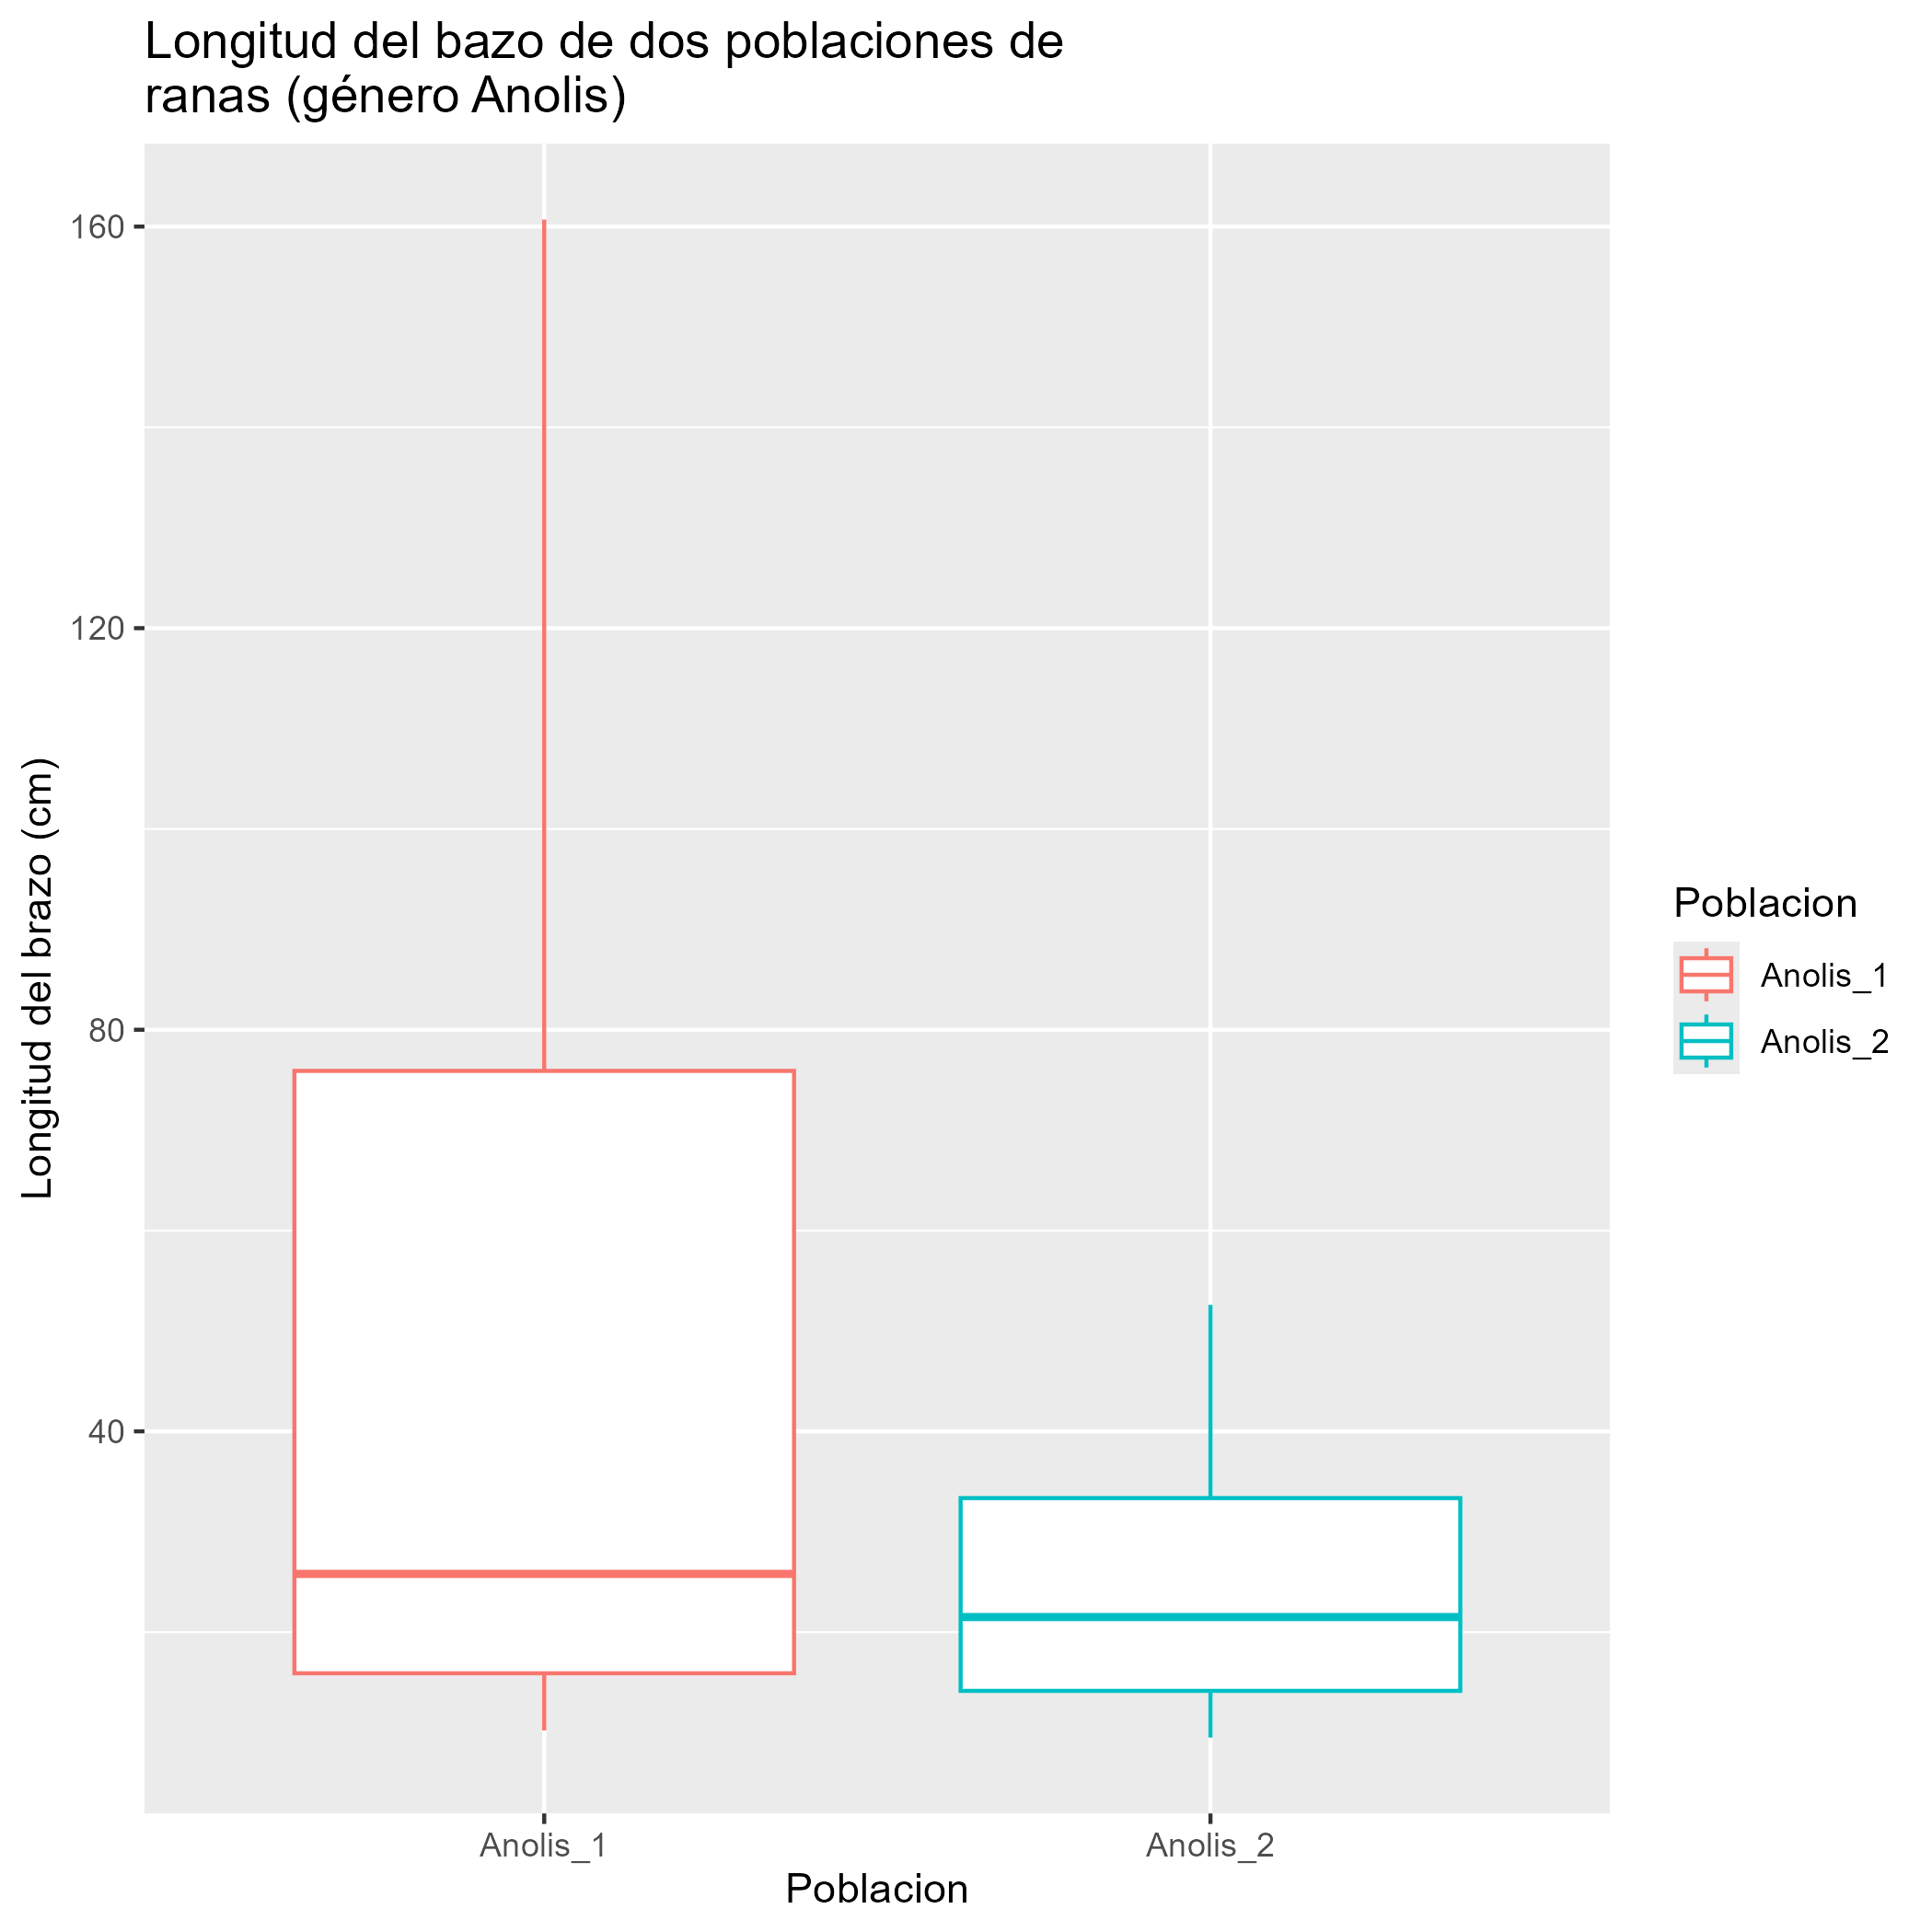 Longitud del bazo de dos poblaciones de
ranas (género Anolis)
160
120
80
40
Longitud del brazo (cm)
Anolis_1
Anolis_2
Poblacion
Poblacion
Anolis_1
Anolis_2